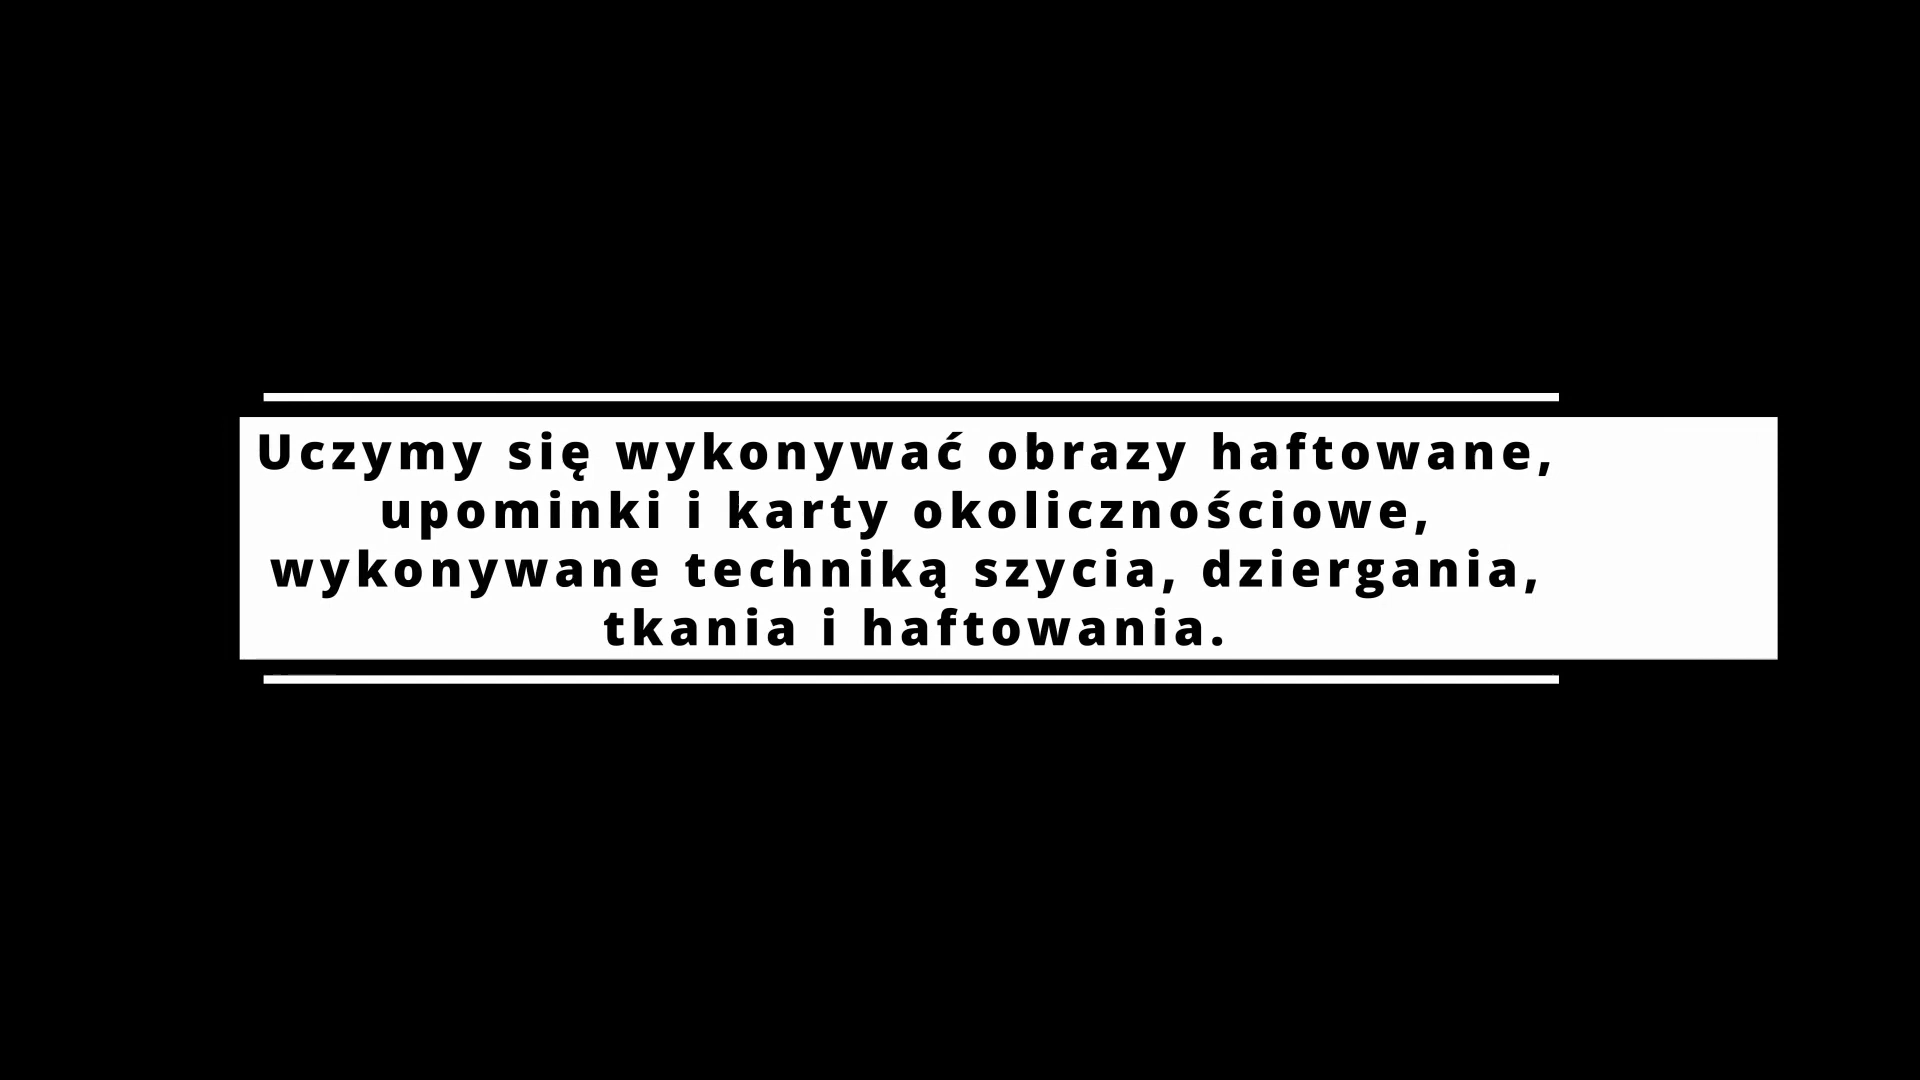 Uczymy się wykonywać obrazy haftowane,
upominki i karty okolicznościowe,
wykonywane techniką szycia, dziergania,
tkania i haftowania.